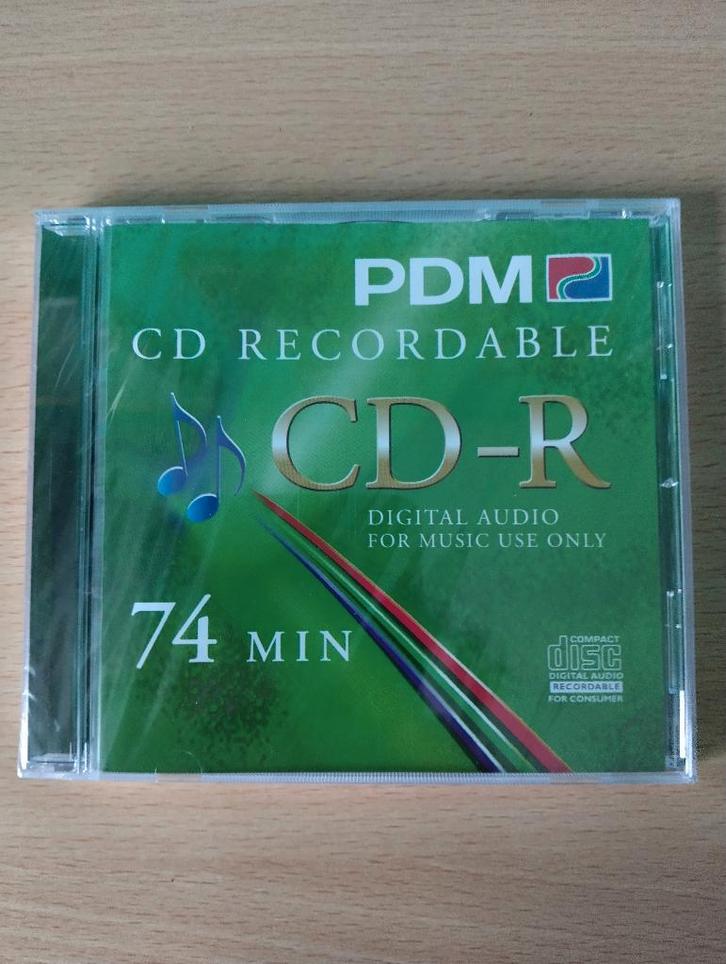 PDM
CD RECORDABLE
CD-R
DIGITAL AUDIO
FOR MUSIC USE ONLY
74 MIN
COMPACT
disc
DIGITAL AUDIO
RECORDABLE
FOR CONSUMER